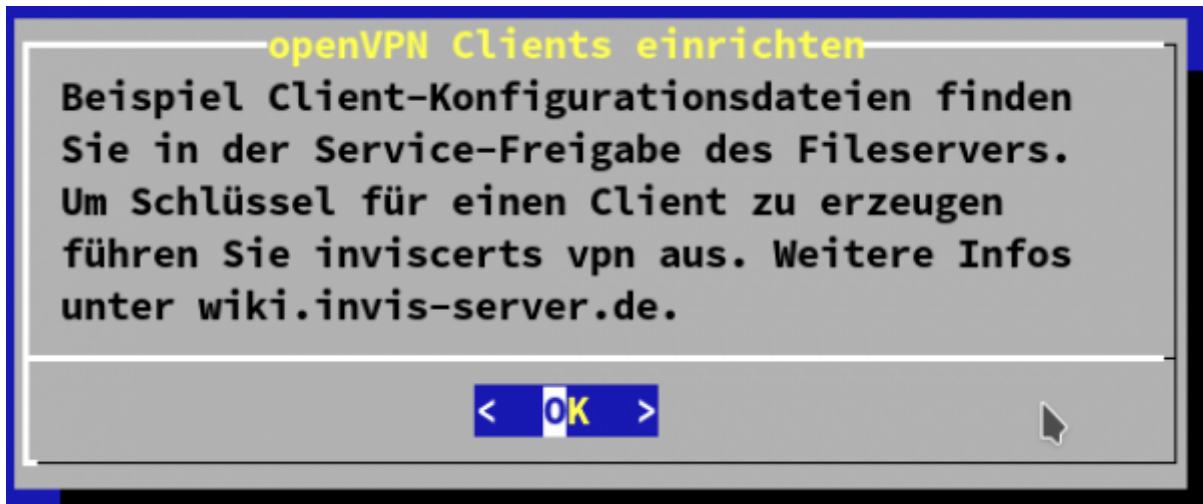 openVPN Clients einrichten
Beispiel Client-Konfigurationsdateien finden
Sie in der Service-Freigabe des Fileservers.
Um Schlüssel für einen Client zu erzeugen
führen Sie inviscerts vpn aus. Weitere Infos
unter wiki.invis-server.de.
<  OK  >